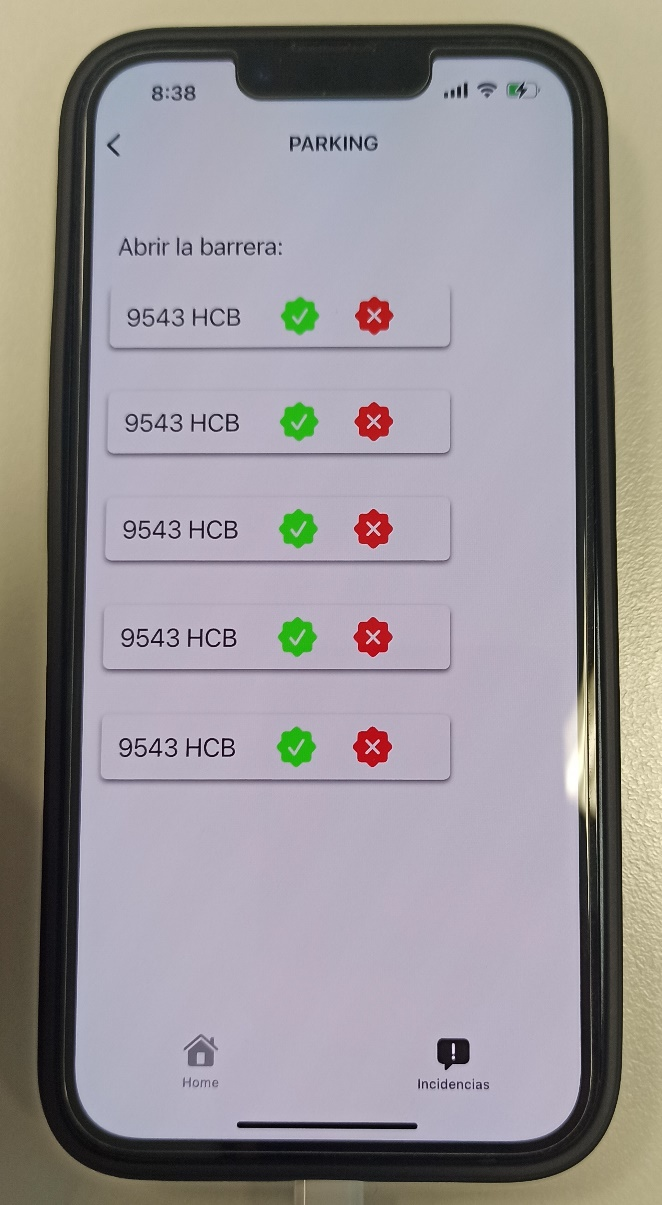 8:38
PARKING
Abrir la barrera:
9543 HCB
9543 HCB
9543 HCB
9543 HCB
9543 HCB
Home
Incidencias